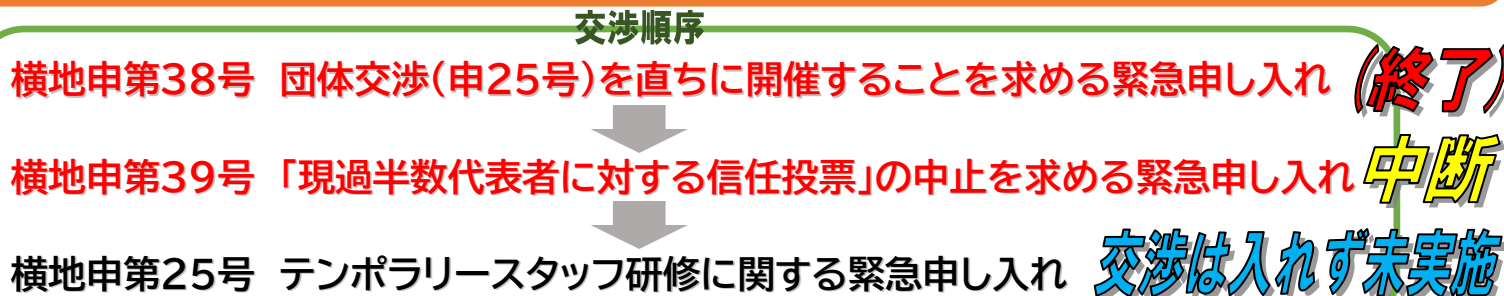 交渉順序
横地申第38号　団体交渉(申25号)を直ちに開催することを求める緊急申し入れ　(終了)
横地申第39号　「現過半数代表者に対する信任投票」の中止を求める緊急申し入れ　中断
横地申第25号　テンポラリースタッフ研修に関する緊急申し入れ　交渉は入れず未実施